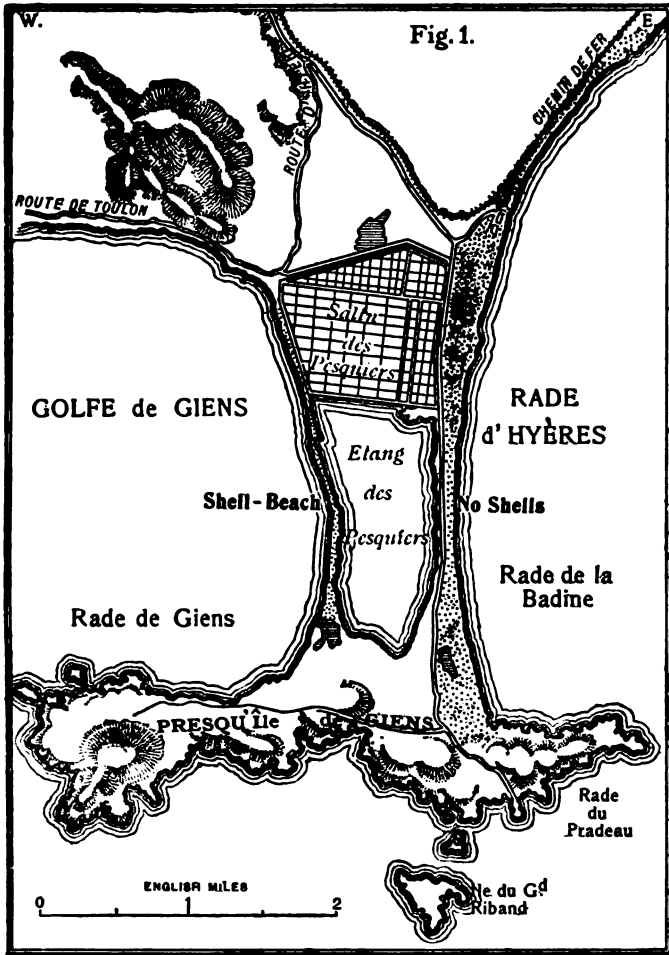 W.
E
Fig. 1.
CHEMIN DE FER
ROUTE
ROUTE DE TOULON
Salin
des
Pesquiers
GOLFE de GIENS
RADE
d'HYÈRES
Etang
des
Pesquiers
Shell-Beach
No Shells
Rade de la
Badine
Rade de Giens
PRESQU'Île de GIENS
Rade
du
Pradeau
Ile du Gd
Riband
ENGLISH MILES
0 1 2